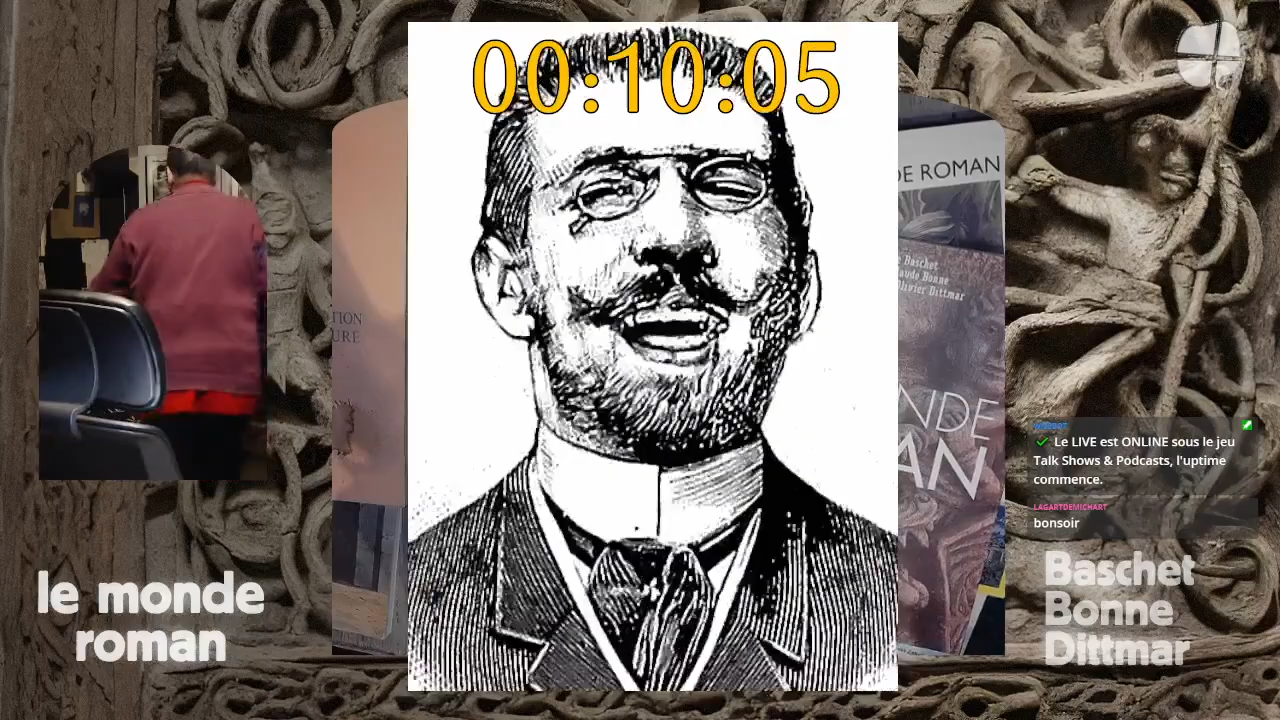 00:10:05
DE ROMAN
e Baschet
aude Bonne
Olivier Dittmar
TION
URE
NDE
AN
Le LIVE est ONLINE sous le jeu
Talk Shows & Podcasts, l'uptime
commence.
LAGARTDEMICHART
bonsoir
le monde
roman
Baschet
Bonne
Dittmar